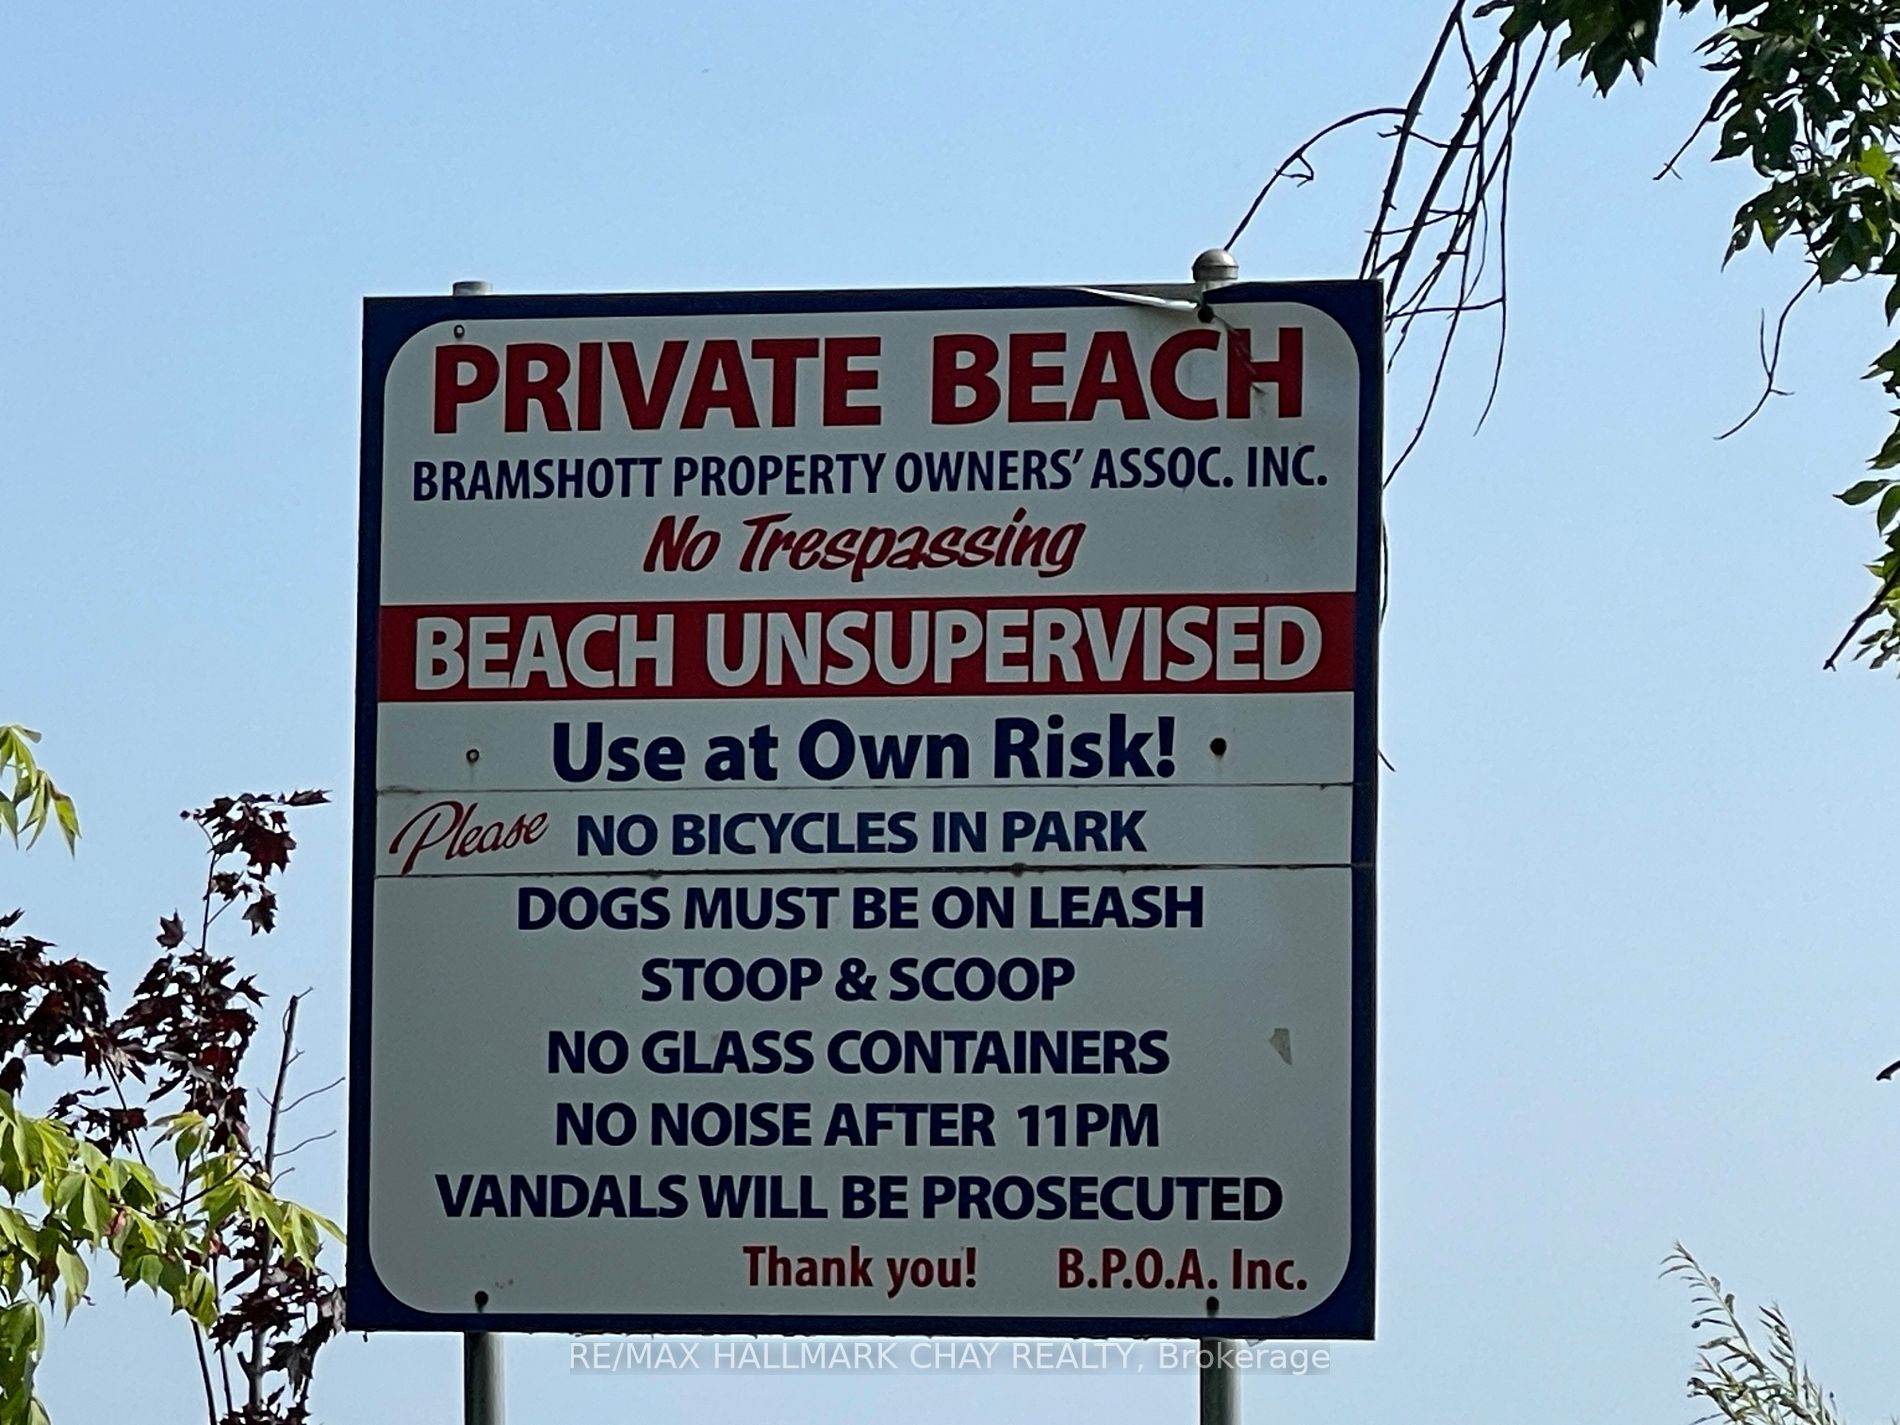 PRIVATE BEACH
BRAMSHOTT PROPERTY OWNERS' ASSOC. INC.
No Trespassing
BEACH UNSUPERVISED
Use at Own Risk!
Please NO BICYCLES IN PARK
DOGS MUST BE ON LEASH
STOOP & SCOOP
NO GLASS CONTAINERS
NO NOISE AFTER 11PM
VANDALS WILL BE PROSECUTED
Thank you! B.P.O.A. Inc.
RE/MAX HALLMARK CHAY REALTY, Brokerage